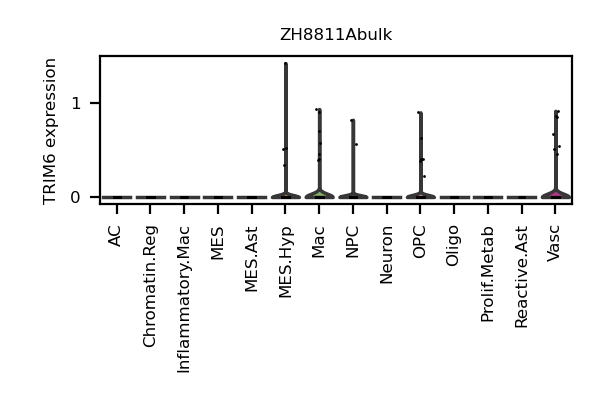 ZH8811Abulk
TRIM6 expression
1
0
AC
Chromatin.Reg
Inflammatory.Mac
MES
MES.Ast
MES.Hyp
Mac
NPC
Neuron
OPC
Oligo
Prolif.Metab
Reactive.Ast
Vasc